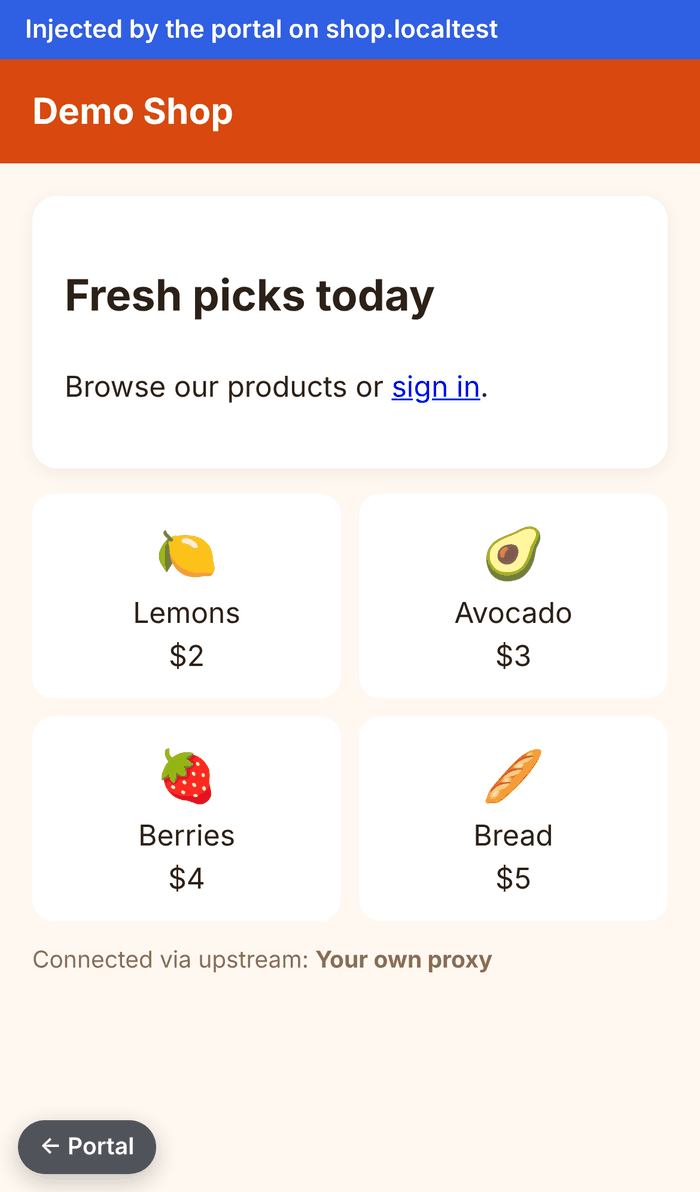 Injected by the portal on shop.localtest
Demo Shop
Fresh picks today
Browse our products or sign in.
Lemons
$2
Avocado
$3
Berries
$4
Bread
$5
Connected via upstream: Your own proxy
← Portal